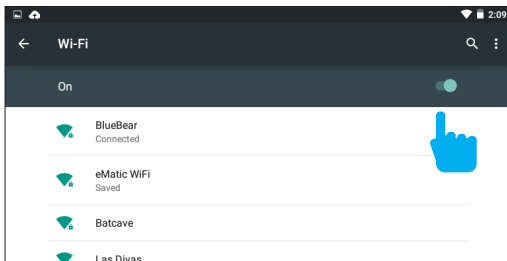 2:09
Wi-Fi
On
BlueBear
Connected
eMatic WiFi
Saved
Batcave
Las Divas